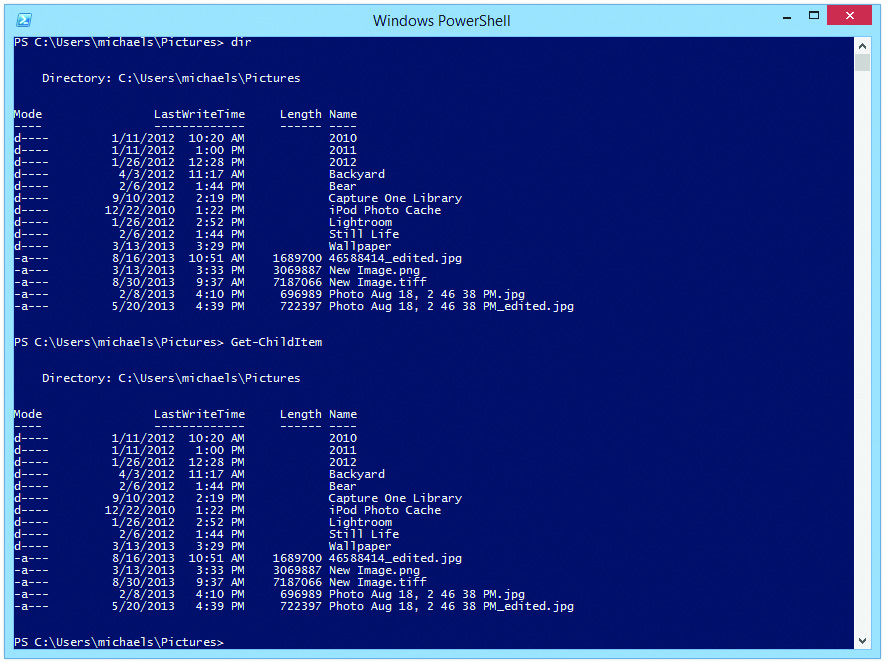 Windows PowerShell
PS C:\Users\michaels\Pictures> dir
Directory: C:\Users\michaels\Pictures
Mode                LastWriteTime     Length Name
----                -------------     ------ ----
d----         1/11/2012  10:20 AM            2010
d----         1/11/2012   1:00 PM            2011
d----         1/26/2012  12:28 PM            2012
d----          4/3/2012  11:17 AM            Backyard
d----          2/6/2012   1:44 PM            Bear
d----         9/10/2012   2:19 PM            Capture One Library
d----        12/22/2010   1:22 PM            iPod Photo Cache
d----         1/26/2012   2:52 PM            Lightroom
d----          2/6/2012   1:44 PM            Still Life
d----         3/13/2013   3:29 PM            Wallpaper
-a---         8/16/2013  10:51 AM    1689700 46588414_edited.jpg
-a---         3/13/2013   3:33 PM    3069887 New Image.png
-a---         8/30/2013   9:37 AM    7187066 New Image.tiff
-a---          2/8/2013   4:10 PM     696989 Photo Aug 18, 2 46 38 PM.jpg
-a---         5/20/2013   4:39 PM     722397 Photo Aug 18, 2 46 38 PM_edited.jpg
PS C:\Users\michaels\Pictures> Get-ChildItem
Directory: C:\Users\michaels\Pictures
Mode                LastWriteTime     Length Name
----                -------------     ------ ----
d----         1/11/2012  10:20 AM            2010
d----         1/11/2012   1:00 PM            2011
d----         1/26/2012  12:28 PM            2012
d----          4/3/2012  11:17 AM            Backyard
d----          2/6/2012   1:44 PM            Bear
d----         9/10/2012   2:19 PM            Capture One Library
d----        12/22/2010   1:22 PM            iPod Photo Cache
d----         1/26/2012   2:52 PM            Lightroom
d----          2/6/2012   1:44 PM            Still Life
d----         3/13/2013   3:29 PM            Wallpaper
-a---         8/16/2013  10:51 AM    1689700 46588414_edited.jpg
-a---         3/13/2013   3:33 PM    3069887 New Image.png
-a---         8/30/2013   9:37 AM    7187066 New Image.tiff
-a---          2/8/2013   4:10 PM     696989 Photo Aug 18, 2 46 38 PM.jpg
-a---         5/20/2013   4:39 PM     722397 Photo Aug 18, 2 46 38 PM_edited.jpg
PS C:\Users\michaels\Pictures>